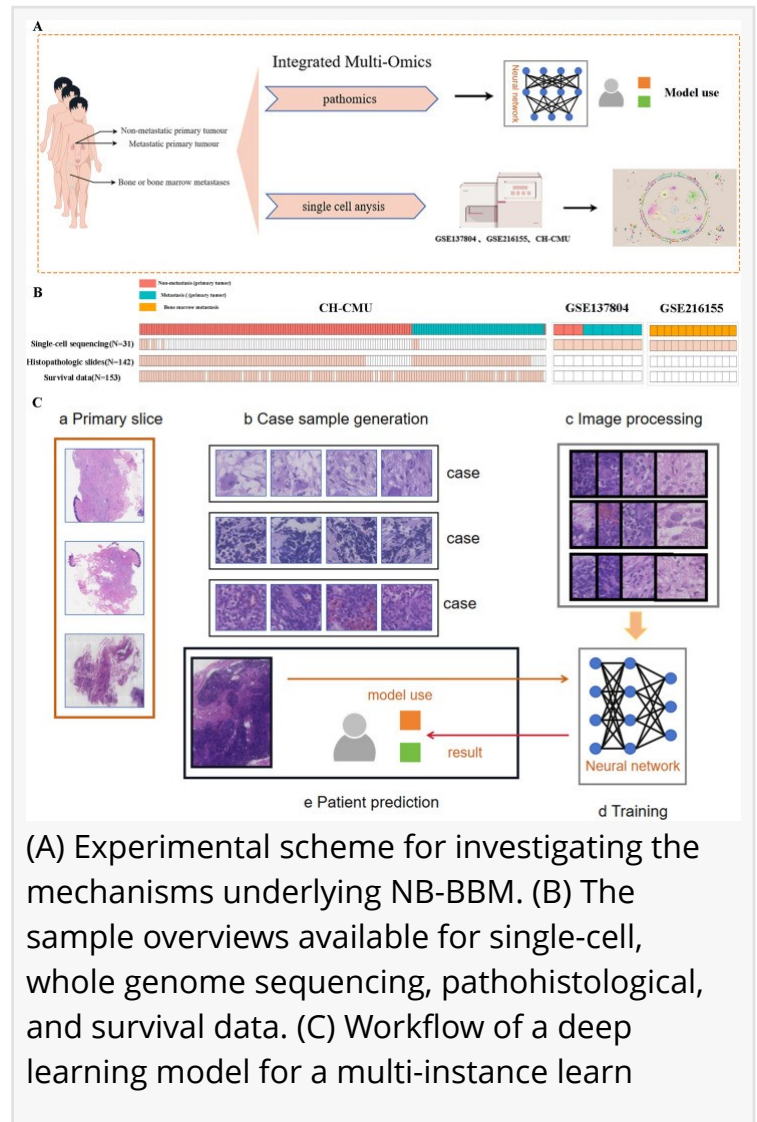 A
Integrated Multi-Omics
pathomics
Neural network
Model use
Non-metastatic primary tumour
Metastatic primary tumour
Bone or bone marrow metastases
single cell anysis
GSE137804 、GSE216155、CH-CMU
B
Non-metastasis (primary tumor)
Metastasis ( (primary tumor)
Bone marrow metastasis
CH-CMU
GSE137804
GSE216155
Single-cell sequencing(N=31)
Histopathologic slides(N=142)
Survival data(N=153)
C
a Primary slice
b Case sample generation
c Image processing
case
case
case
model use
result
Neural network
e Patient prediction
d Training
(A) Experimental scheme for investigating the
mechanisms underlying NB-BBM. (B) The
sample overviews available for single-cell,
whole genome sequencing, pathohistological,
and survival data. (C) Workflow of a deep
learning model for a multi-instance learn